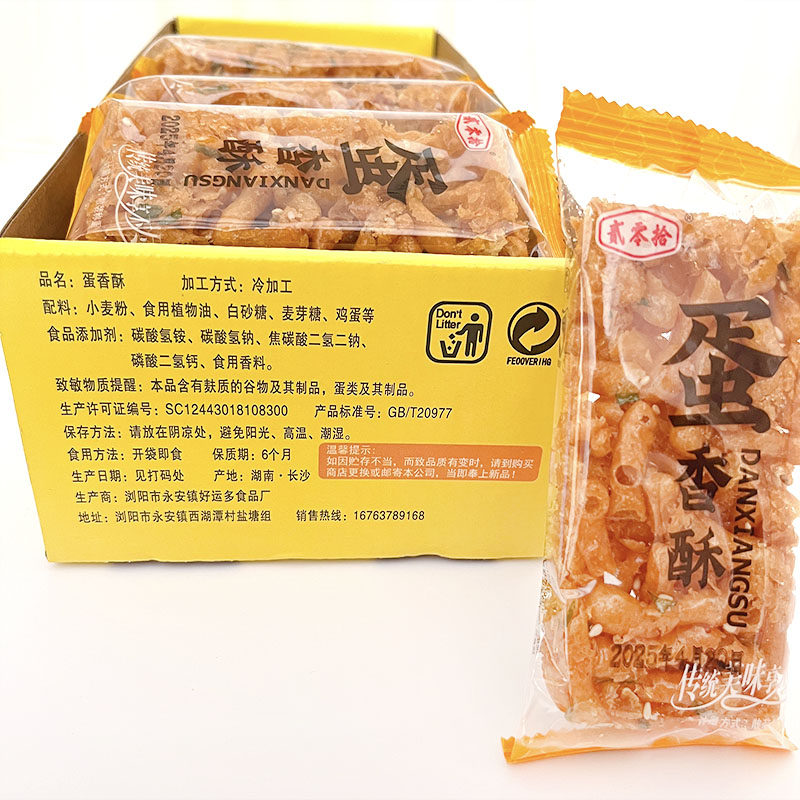 贰零拾
蛋香酥
DANXIANGSU
品名：蛋香酥 加工方式：冷加工
配料：小麦粉、食用植物油、白砂糖、麦芽糖、鸡蛋等
食品添加剂：碳酸氢铵、碳酸氢钠、焦碳酸二氢二钠、
磷酸二氢钙、食用香料。
致敏物质提醒：本品含有麸质的谷物及其制品，蛋类及其制品。
生产许可证编号：SC12443018108300 产品标准号：GB/T20977
保存方法：请放在阴凉处，避免阳光、高温、潮湿。
食用方法：开袋即食 保质期：6个月
生产日期：见打码处 产地：湖南·长沙
生产商：浏阳市永安镇好运多食品厂
地址：浏阳市永安镇西湖潭村盐塘组 销售热线：16763789168
温馨提示：
如因贮存不当，而致品质有变时，请到购买
商店更换或邮寄本公司，当即奉上新品！
Don't
Litter
FEOOVERIHG
贰零拾
蛋香酥
DANXIANGSU
2025年4月20日
传统美味享